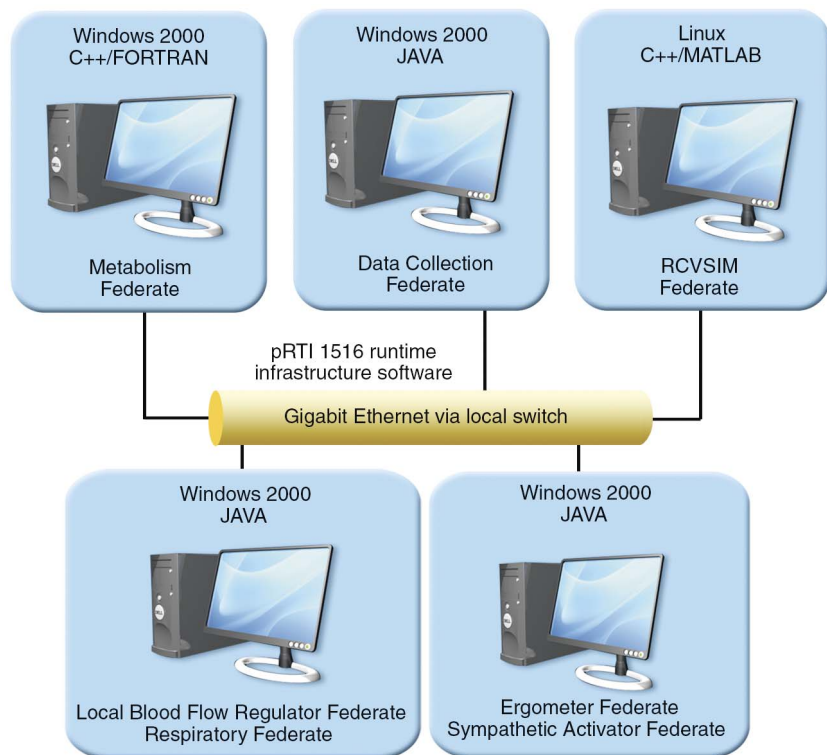 Windows 2000
C++/FORTRAN
Metabolism
Federate
Windows 2000
JAVA
Data Collection
Federate
Linux
C++/MATLAB
RCVSIM
Federate
pRTI 1516 runtime
infrastructure software
Gigabit Ethernet via local switch
Windows 2000
JAVA
Local Blood Flow Regulator Federate
Respiratory Federate
Windows 2000
JAVA
Ergometer Federate
Sympathetic Activator Federate